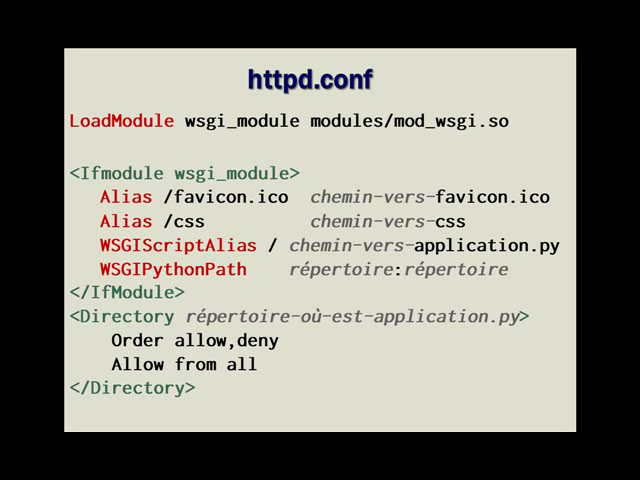 httpd.conf
LoadModule wsgi_module modules/mod_wsgi.so
<Ifmodule wsgi_module>
Alias /favicon.ico chemin-vers-favicon.ico
Alias /css chemin-vers-css
WSGIScriptAlias / chemin-vers-application.py
WSGIPythonPath répertoire:répertoire
</IfModule>
<Directory répertoire-où-est-application.py>
Order allow,deny
Allow from all
</Directory>